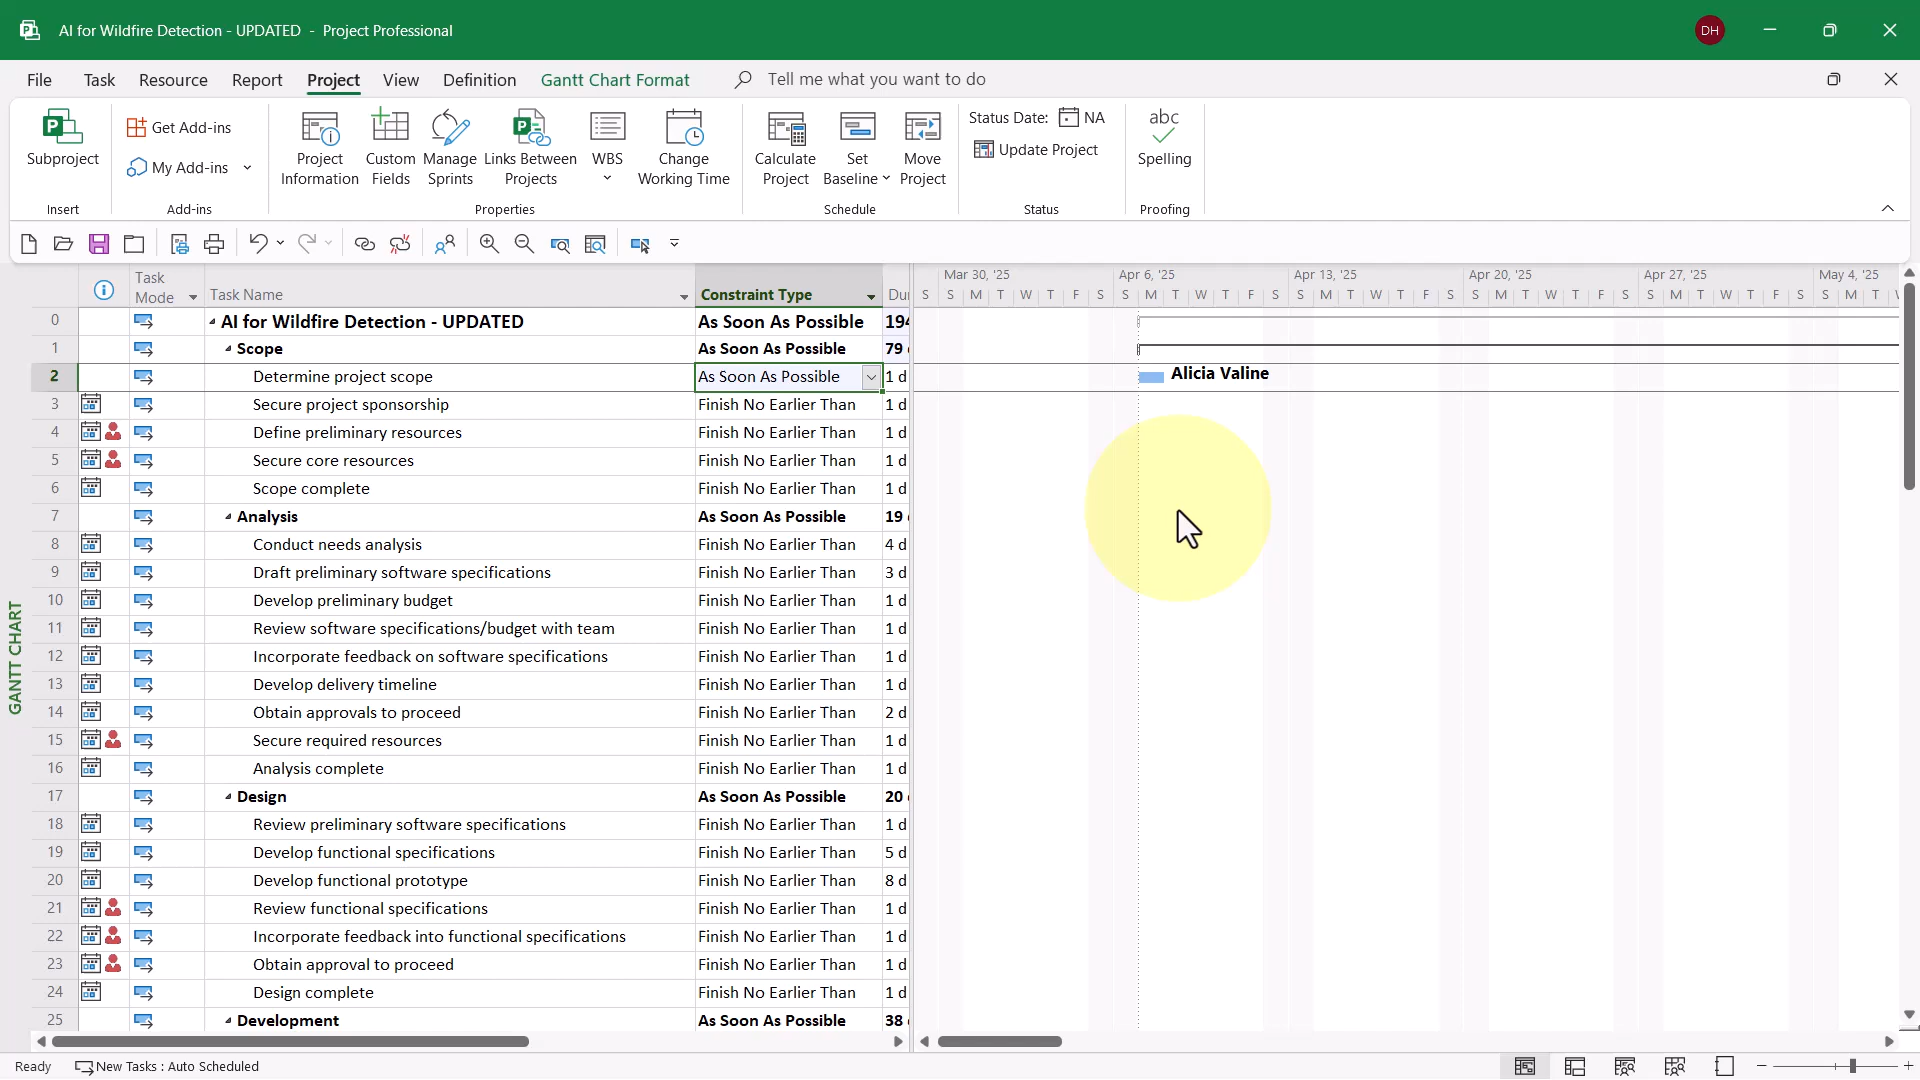 AI for Wildfire Detection - UPDATED - Project Professional
DH
File Task Resource Report Project View Definition Gantt Chart Format Tell me what you want to do
Subproject
Insert
Get Add-ins
My Add-ins
Add-ins
Project Information
Custom Fields
Manage Sprints
Links Between Projects
WBS
Change Working Time
Properties
Calculate Project
Set Baseline
Move Project
Schedule
Status Date: NA
Update Project
Status
abc
Spelling
Proofing
Task Mode Task Name Constraint Type Du
Mar 30, '25 Apr 6, '25 Apr 13, '25 Apr 20, '25 Apr 27, '25 May 4, '25
S S M T W T F S S M T W T F S S M T W T F S S M T W T F S S M T W T F S S M T
0 AI for Wildfire Detection - UPDATED As Soon As Possible 194
1 Scope As Soon As Possible 79
2 Determine project scope As Soon As Possible 1 d
Alicia Valine
3 Secure project sponsorship Finish No Earlier Than 1 d
4 Define preliminary resources Finish No Earlier Than 1 d
5 Secure core resources Finish No Earlier Than 1 d
6 Scope complete Finish No Earlier Than 1 d
7 Analysis As Soon As Possible 19
8 Conduct needs analysis Finish No Earlier Than 4 d
9 Draft preliminary software specifications Finish No Earlier Than 3 d
10 Develop preliminary budget Finish No Earlier Than 1 d
11 Review software specifications/budget with team Finish No Earlier Than 1 d
12 Incorporate feedback on software specifications Finish No Earlier Than 1 d
13 Develop delivery timeline Finish No Earlier Than 1 d
14 Obtain approvals to proceed Finish No Earlier Than 2 d
15 Secure required resources Finish No Earlier Than 1 d
16 Analysis complete Finish No Earlier Than 1 d
17 Design As Soon As Possible 20
18 Review preliminary software specifications Finish No Earlier Than 1 d
19 Develop functional specifications Finish No Earlier Than 5 d
20 Develop functional prototype Finish No Earlier Than 8 d
21 Review functional specifications Finish No Earlier Than 1 d
22 Incorporate feedback into functional specifications Finish No Earlier Than 1 d
23 Obtain approval to proceed Finish No Earlier Than 1 d
24 Design complete Finish No Earlier Than 1 d
25 Development As Soon As Possible 38
GANTT CHART
Ready New Tasks : Auto Scheduled